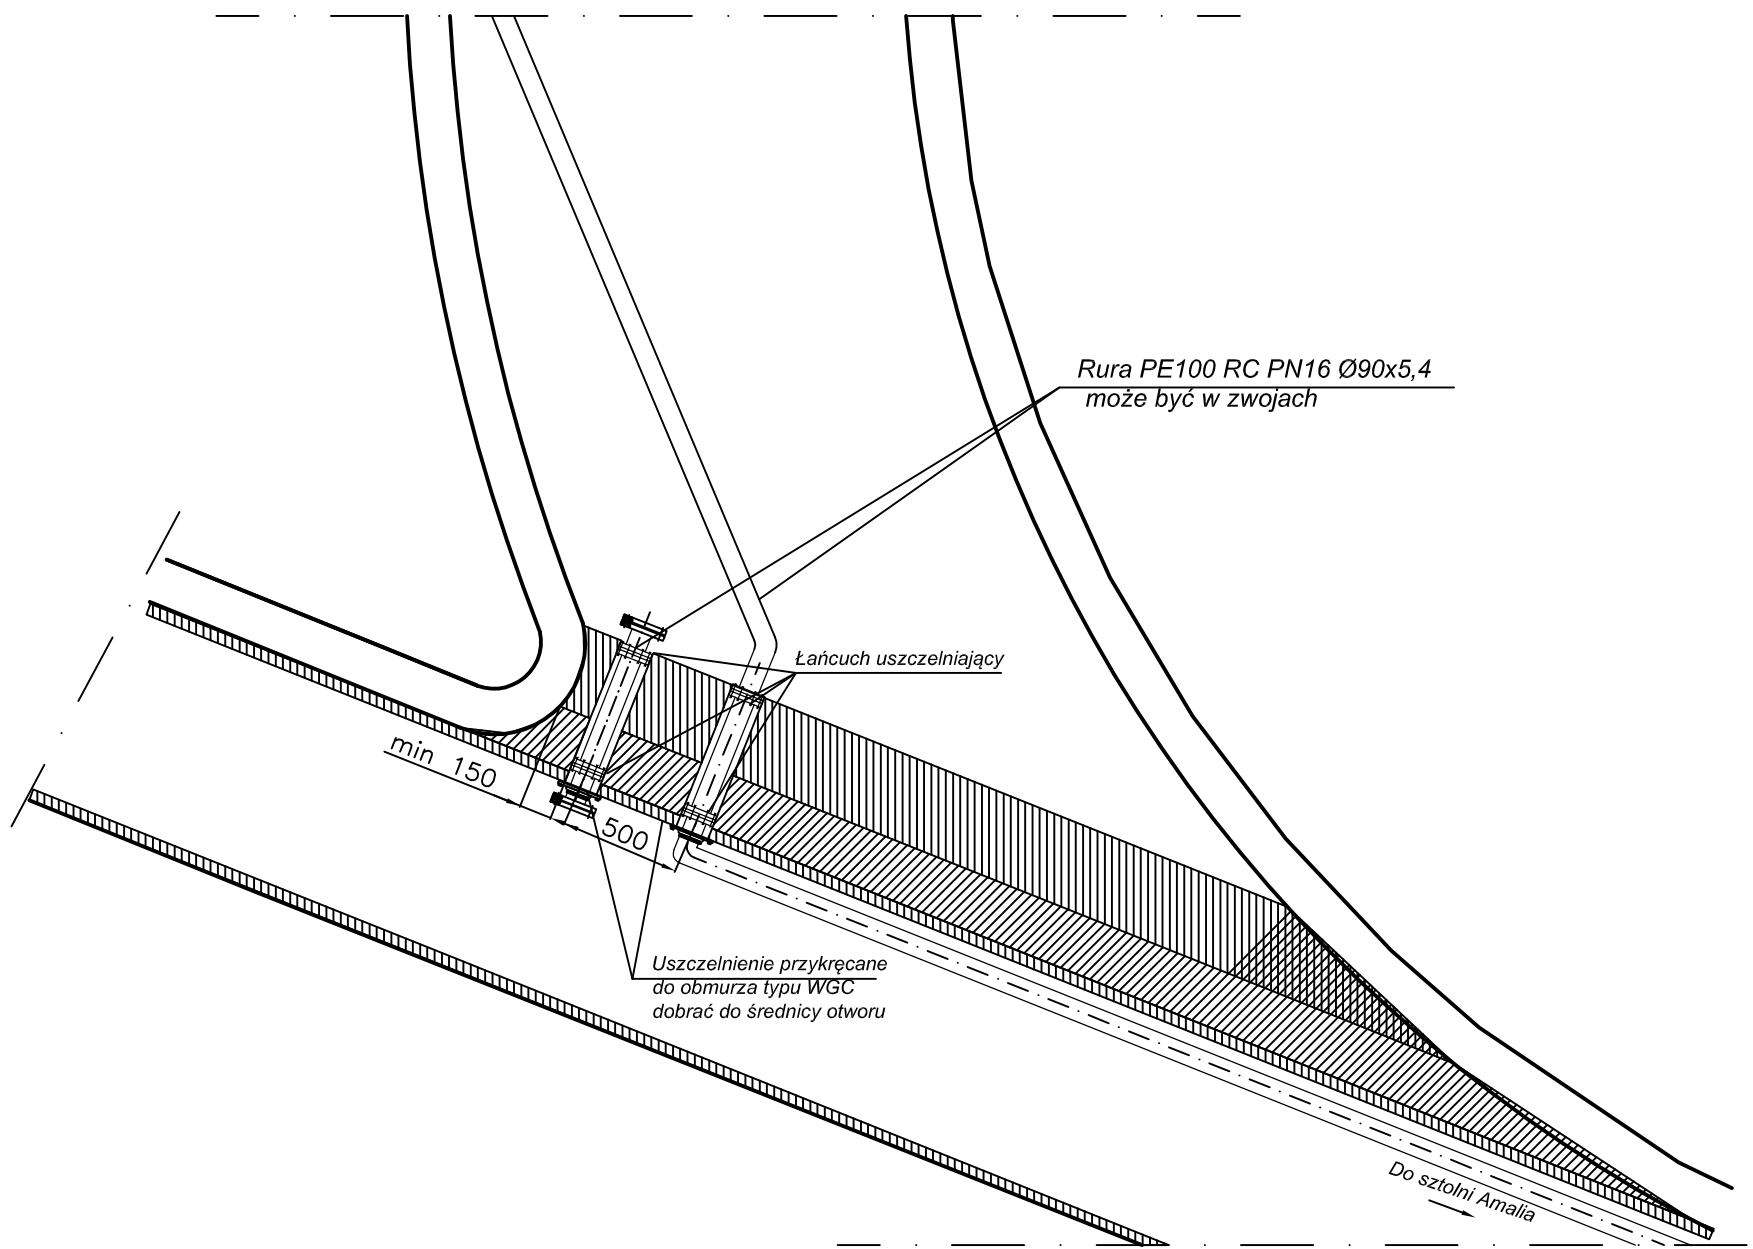 Rura PE100 RC PN16 Ø90x5,4
może być w zwojach
Łańcuch uszczelniający
min 150
500
Uszczelnienie przykręcane
do obmurza typu WGC
dobrać do średnicy otworu
Do sztolni Amalia